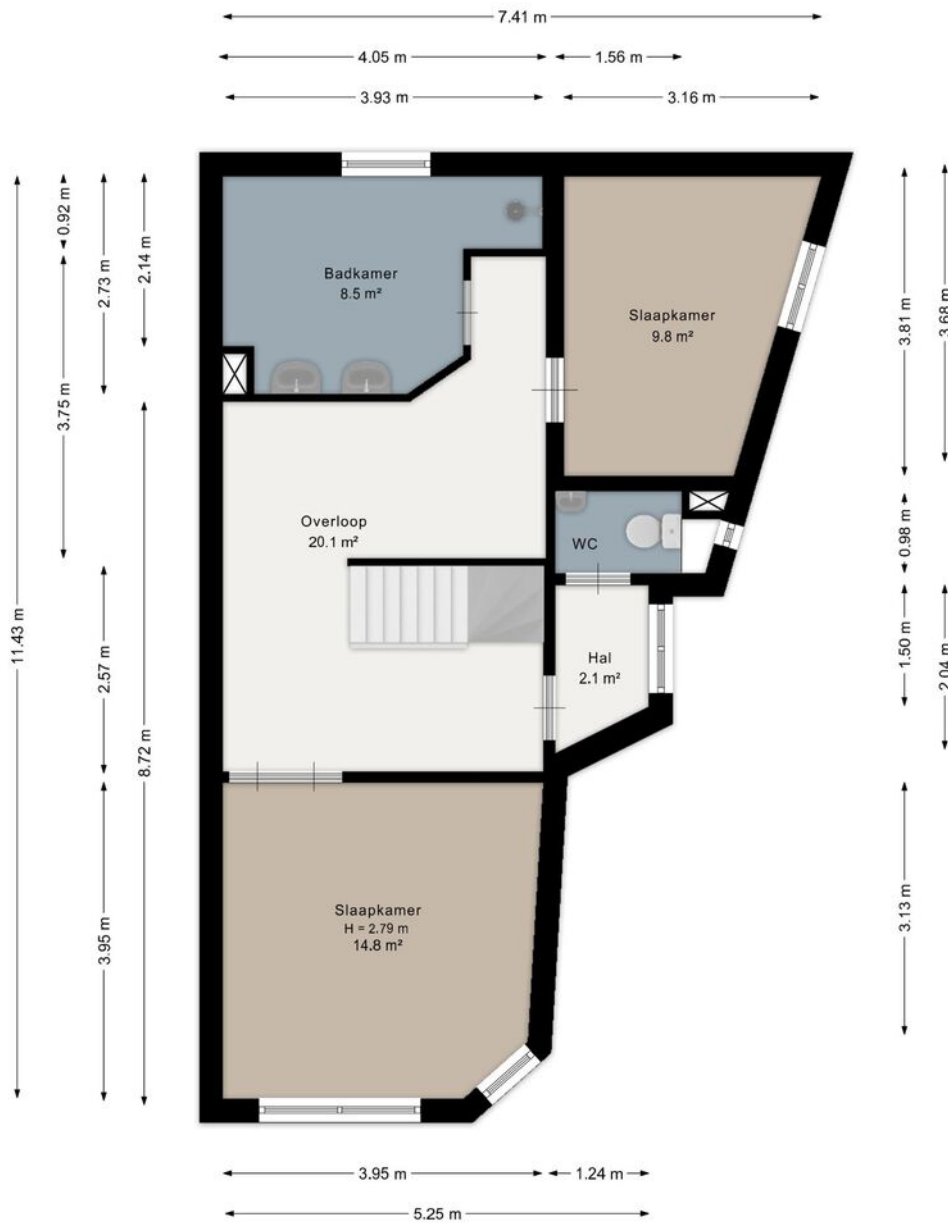 7.41 m
4.05 m
1.56 m
3.93 m
3.16 m
0.92 m
2.73 m
2.14 m
3.75 m
11.43 m
2.57 m
8.72 m
3.95 m
Badkamer
8.5 m²
Slaapkamer
9.8 m²
Overloop
20.1 m²
WC
Hal
2.1 m²
Slaapkamer
H = 2.79 m
14.8 m²
3.81 m
3.68 m
0.98 m
1.50 m
2.04 m
3.13 m
3.95 m
1.24 m
5.25 m